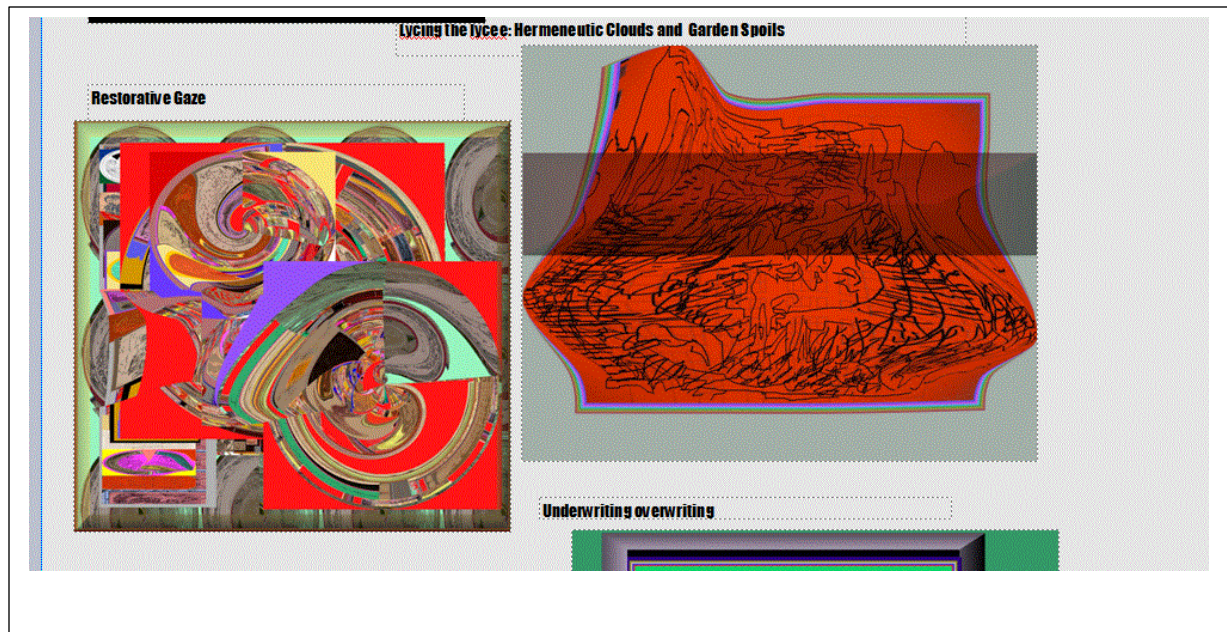 Lycing the lycee: Hermeneutic Clouds and Garden Spoils
Restorative Gaze
Underwriting overwriting